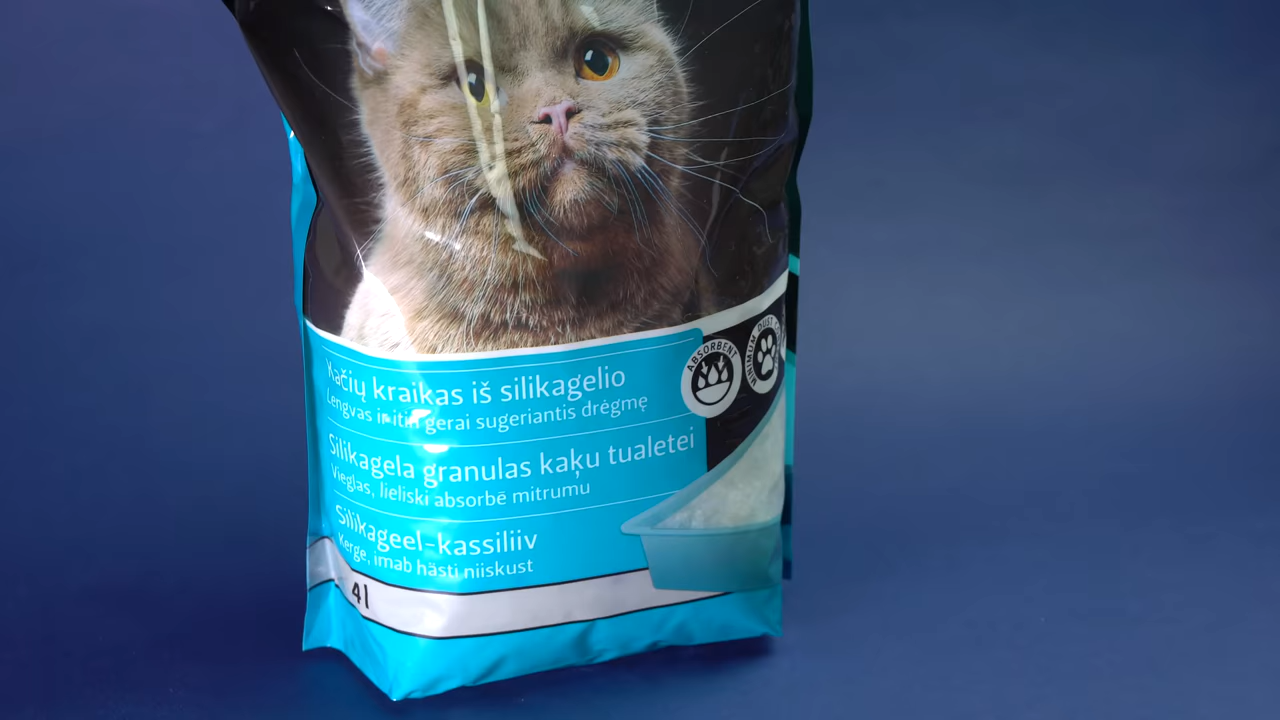 Kačių kraikas iš silikagelio
Lengvas ir itin gerai sugeriantis drėgmę
Silikagela granulas kaķu tualetei
Vieglas, lieliski absorbē mitrumu
Silikageel-kassiliiv
Kerge, imab hästi niiskust
4l
ABSORBENT
MINIMUM DUST